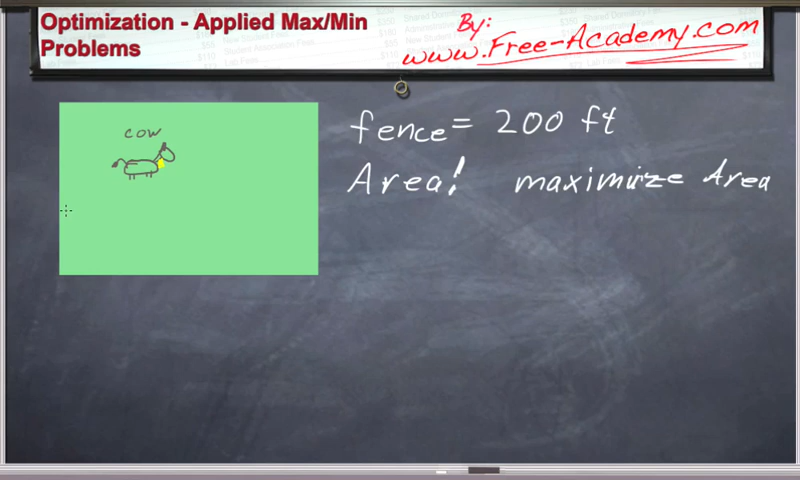 Optimization - Applied Max/Min
Problems
By:
www.Free-Academy.com
cow
fence = 200 ft
Area! maximize Area